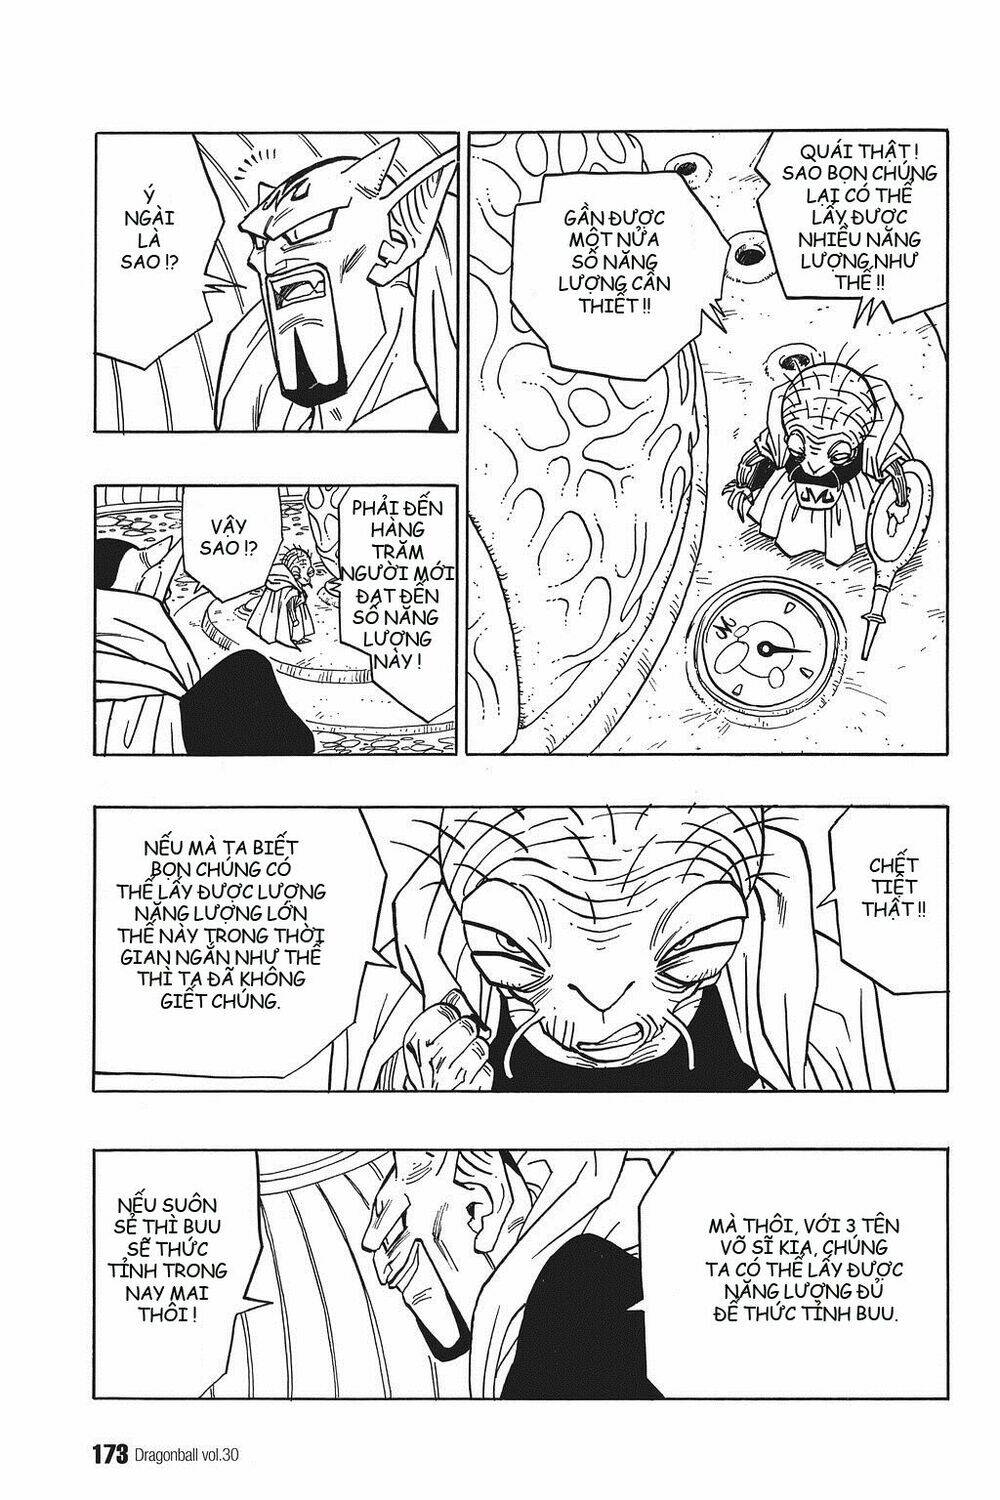 QUÁI THẬT !
SAO BỌN CHÚNG
LẠI CÓ THỂ
LẤY ĐƯỢC
NHIỀU NĂNG
LƯỢNG NHƯ
THẾ !!
GẦN ĐƯỢC
MỘT NỬA
SỐ NĂNG
LƯỢNG CẦN
THIẾT !!
Ý
NGÀI
LÀ
SAO !?
PHẢI ĐẾN
HÀNG
TRĂM
NGƯỜI MỚI
ĐẠT ĐẾN
SỐ NĂNG
LƯỢNG
NÀY !
VẬY
SAO !?
CHẾT
TIỆT
THẬT !!
NẾU MÀ TA BIẾT
BỌN CHÚNG CÓ
THỂ LẤY ĐƯỢC LƯỢNG
NĂNG LƯỢNG LỚN
THẾ NÀY TRONG THỜI
GIAN NGẮN NHƯ THẾ
THÌ TA ĐÃ KHÔNG
GIẾT CHÚNG.
MÀ THÔI, VỚI 3 TÊN
VÕ SĨ KIA, CHÚNG
TA CÓ THỂ LẤY ĐƯỢC
NĂNG LƯỢNG ĐỦ
ĐỂ THỨC TỈNH BUU.
NẾU SUÔN
SẺ THÌ BUU
SẼ THỨC
TỈNH TRONG
NAY MAI
THÔI !
173 Dragonball vol.30